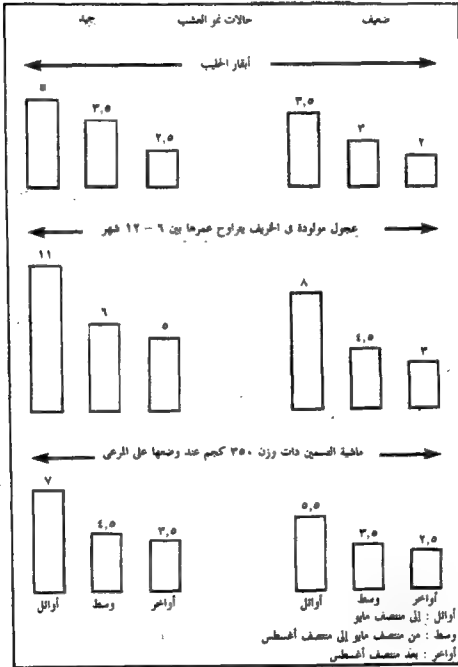 ضعيف حالات نمو العشب جيد
أبقار الحليب
٣,٥ ٣ ٢ ٥ ٣,٥ ٢,٥
عجول مولودة فى الخريف يتراوح عمرها بين ٦ - ١٢ شهر
٨ ٤,٥ ٣ ١١ ٦ ٥
ماشية التسمين ذات وزن ٣٥٠ كجم عند وضعها على المرعى
٥,٥ ٣,٥ ٢,٥ ٧ ٤,٥ ٣,٥
أوائل وسط أواخر أوائل وسط أواخر
أوائل : إلى منتصف مايو
وسط : من منتصف مايو إلى منتصف أغسطس
أواخر : بعد منتصف أغسطس